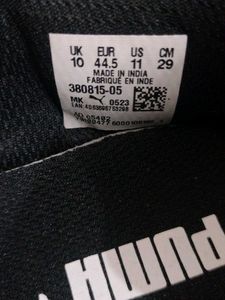 UK EUR US CM
10 44.5 11 29
MADE IN INDIA
FABRIQUÉ EN INDE
380815-05
MK 0523
PUMA